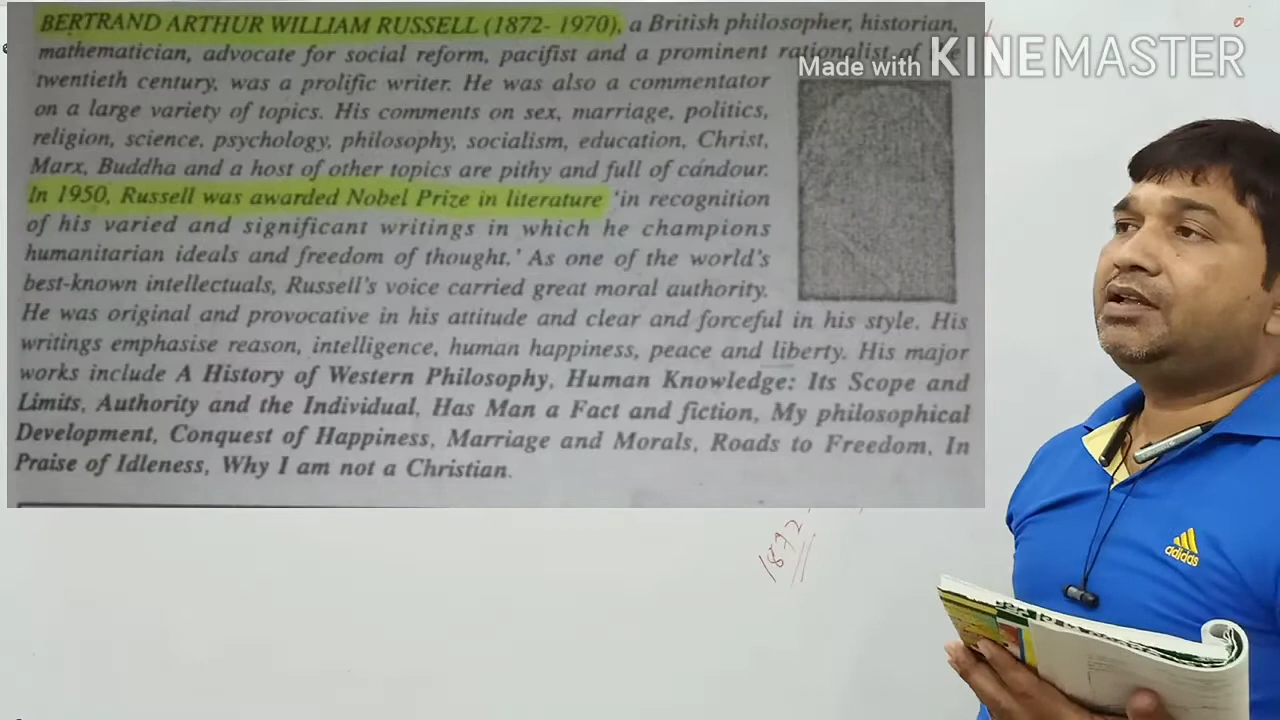 BERTRAND ARTHUR WILLIAM RUSSELL (1872- 1970), a British philosopher, historian,
mathematician, advocate for social reform, pacifist and a prominent rationalist of
twentieth century, was a prolific writer. He was also a commentator
on a large variety of topics. His comments on sex, marriage, politics,
religion, science, psychology, philosophy, socialism, education, Christ,
Marx, Buddha and a host of other topics are pithy and full of candour.
In 1950, Russell was awarded Nobel Prize in literature 'in recognition
of his varied and significant writings in which he champions
humanitarian ideals and freedom of thought,' As one of the world's
best-known intellectuals, Russell's voice carried great moral authority.
He was original and provocative in his attitude and clear and forceful in his style. His
writings emphasise reason, intelligence, human happiness, peace and liberty. His major
works include A History of Western Philosophy, Human Knowledge: Its Scope and
Limits, Authority and the Individual, Has Man a Fact and fiction, My philosophical
Development, Conquest of Happiness, Marriage and Morals, Roads to Freedom, In
Praise of Idleness, Why I am not a Christian.
Made with KINEMASTER
1872
adidas